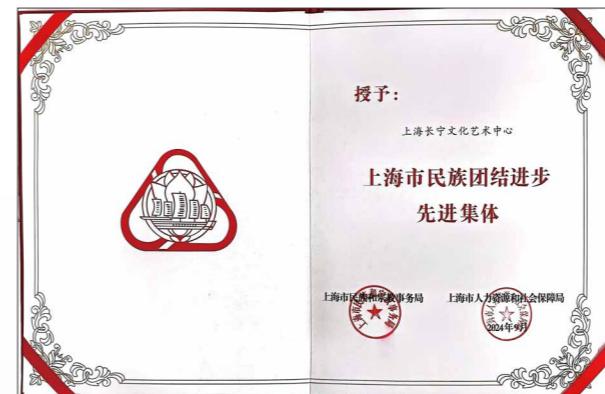 授予：
上海长宁文化艺术中心
上海市民族团结进步
先进集体
上海市民族和宗教事务局
上海市人力资源和社会保障局
2024年9月